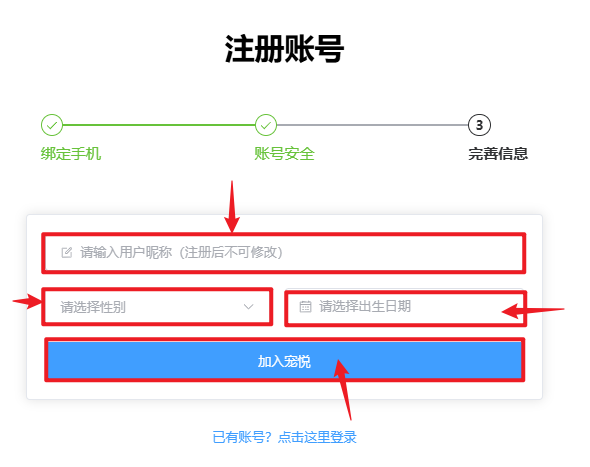 注册账号
3
绑定手机 账号安全 完善信息
请输入用户昵称（注册后不可修改）
请选择性别 请选择出生日期
加入宠悦
已有账号？点击这里登录